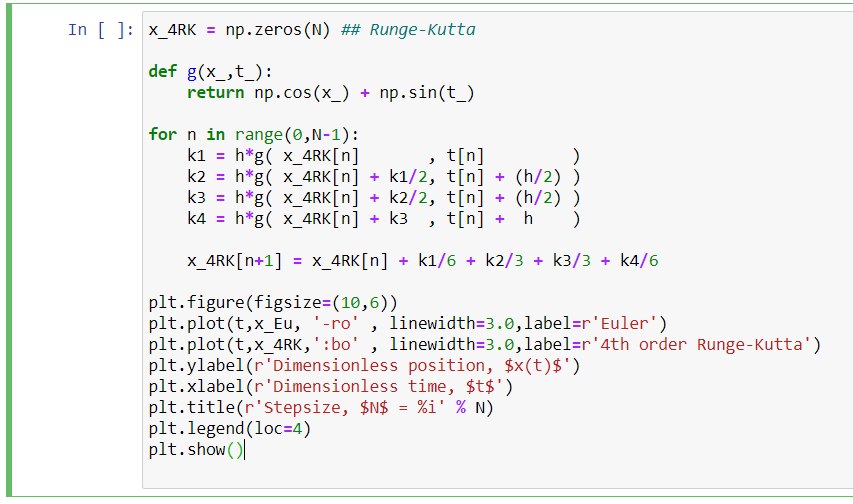 In [ ]: x_4RK = np.zeros(N) ## Runge-Kutta
def g(x_,t_):
    return np.cos(x_) + np.sin(t_)
for n in range(0,N-1):
    k1 = h*g( x_4RK[n]       , t[n]         )
    k2 = h*g( x_4RK[n] + k1/2, t[n] + (h/2) )
    k3 = h*g( x_4RK[n] + k2/2, t[n] + (h/2) )
    k4 = h*g( x_4RK[n] + k3  , t[n] +  h    )
    x_4RK[n+1] = x_4RK[n] + k1/6 + k2/3 + k3/3 + k4/6
plt.figure(figsize=(10,6))
plt.plot(t,x_Eu, '-ro' , linewidth=3.0,label=r'Euler')
plt.plot(t,x_4RK,':bo' , linewidth=3.0,label=r'4th order Runge-Kutta')
plt.ylabel(r'Dimensionless position, $x(t)$')
plt.xlabel(r'Dimensionless time, $t$')
plt.title(r'Stepsize, $N$ = %i' % N)
plt.legend(loc=4)
plt.show()